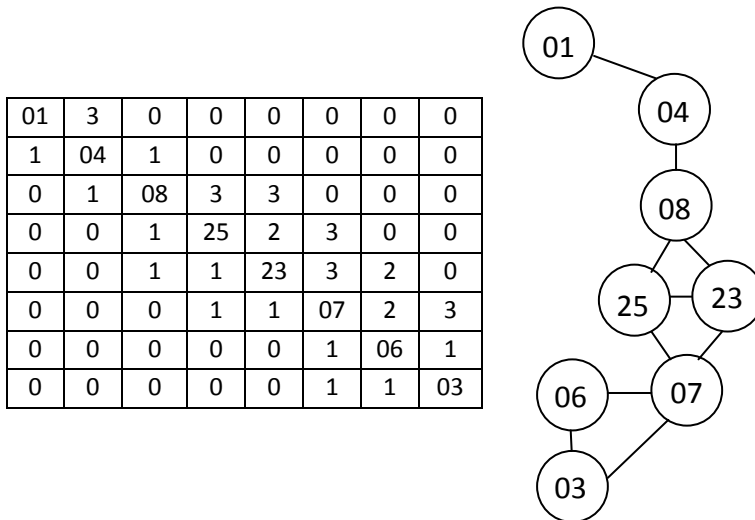 01 3 0 0 0 0 0 0
1 04 1 0 0 0 0 0
0 1 08 3 3 0 0 0
0 0 1 25 2 3 0 0
0 0 1 1 23 3 2 0
0 0 0 1 1 07 2 3
0 0 0 0 0 1 06 1
0 0 0 0 0 1 1 03
01
04
08
25 23
06 07
03